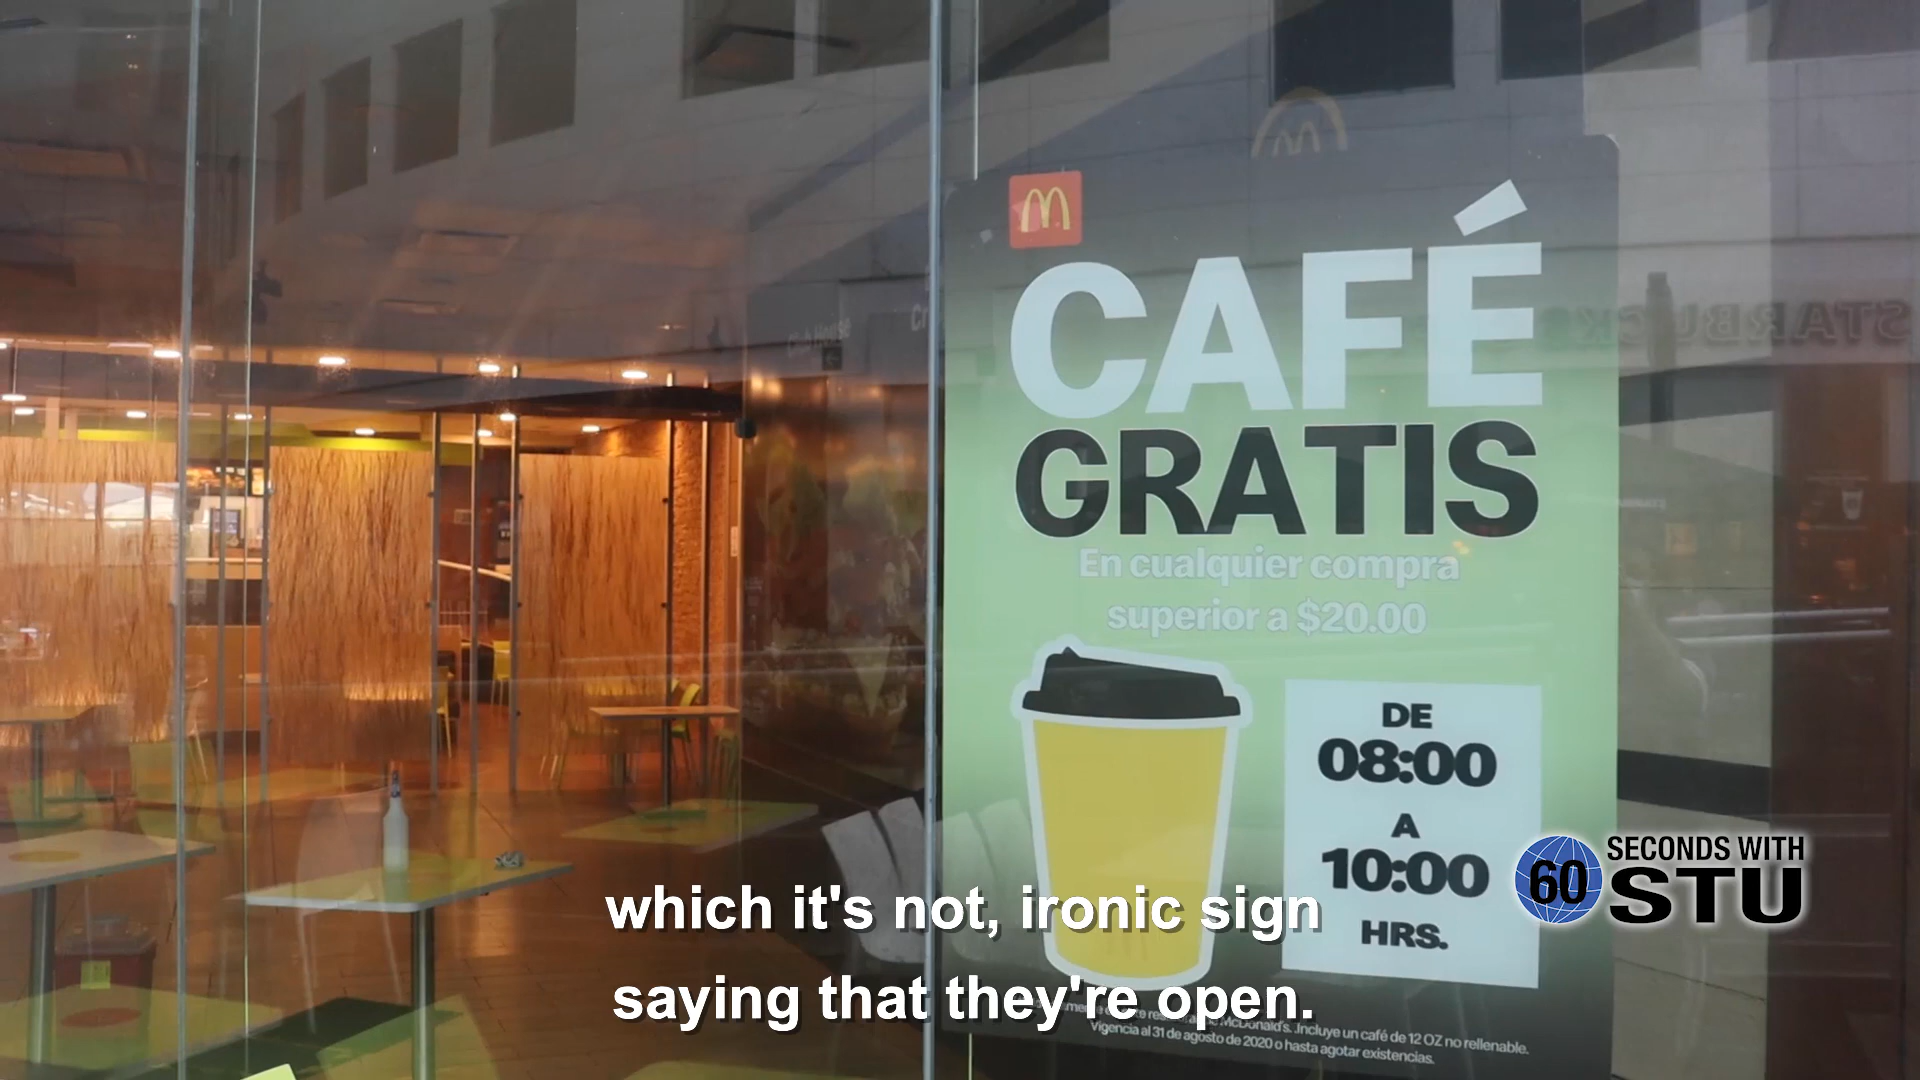 CAFÉ
GRATIS
En cualquier compra
superior a $20.00
DE
08:00
A
10:00
HRS.
McDonald's. Incluye un café de 12 OZ no rellenable.
Vigencia al 31 de agosto de 2020 o hasta agotar existencias.
STARBUCKS
Club House
60 SECONDS WITH
STU
which it's not, ironic sign
saying that they're open.